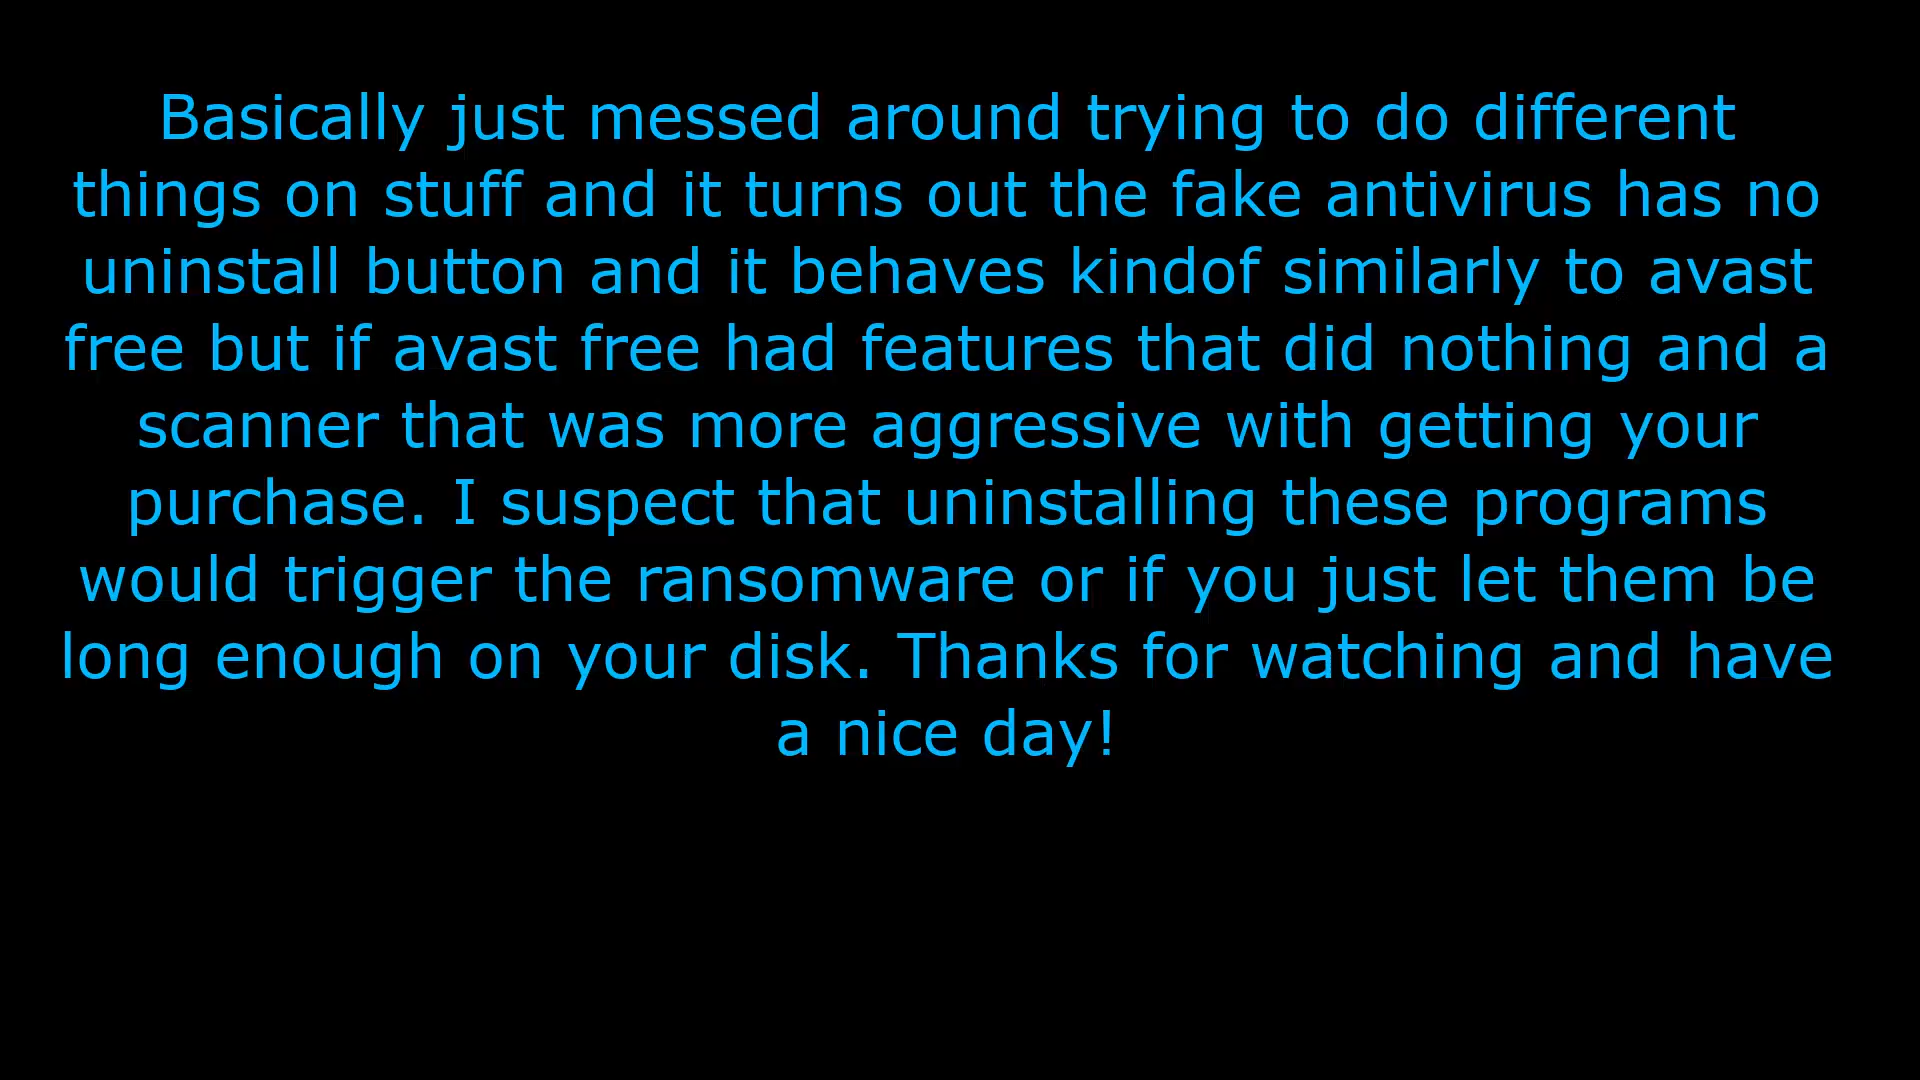 Basically just messed around trying to do different
things on stuff and it turns out the fake antivirus has no
uninstall button and it behaves kindof similarly to avast
free but if avast free had features that did nothing and a
scanner that was more aggressive with getting your
purchase. I suspect that uninstalling these programs
would trigger the ransomware or if you just let them be
long enough on your disk. Thanks for watching and have
a nice day!